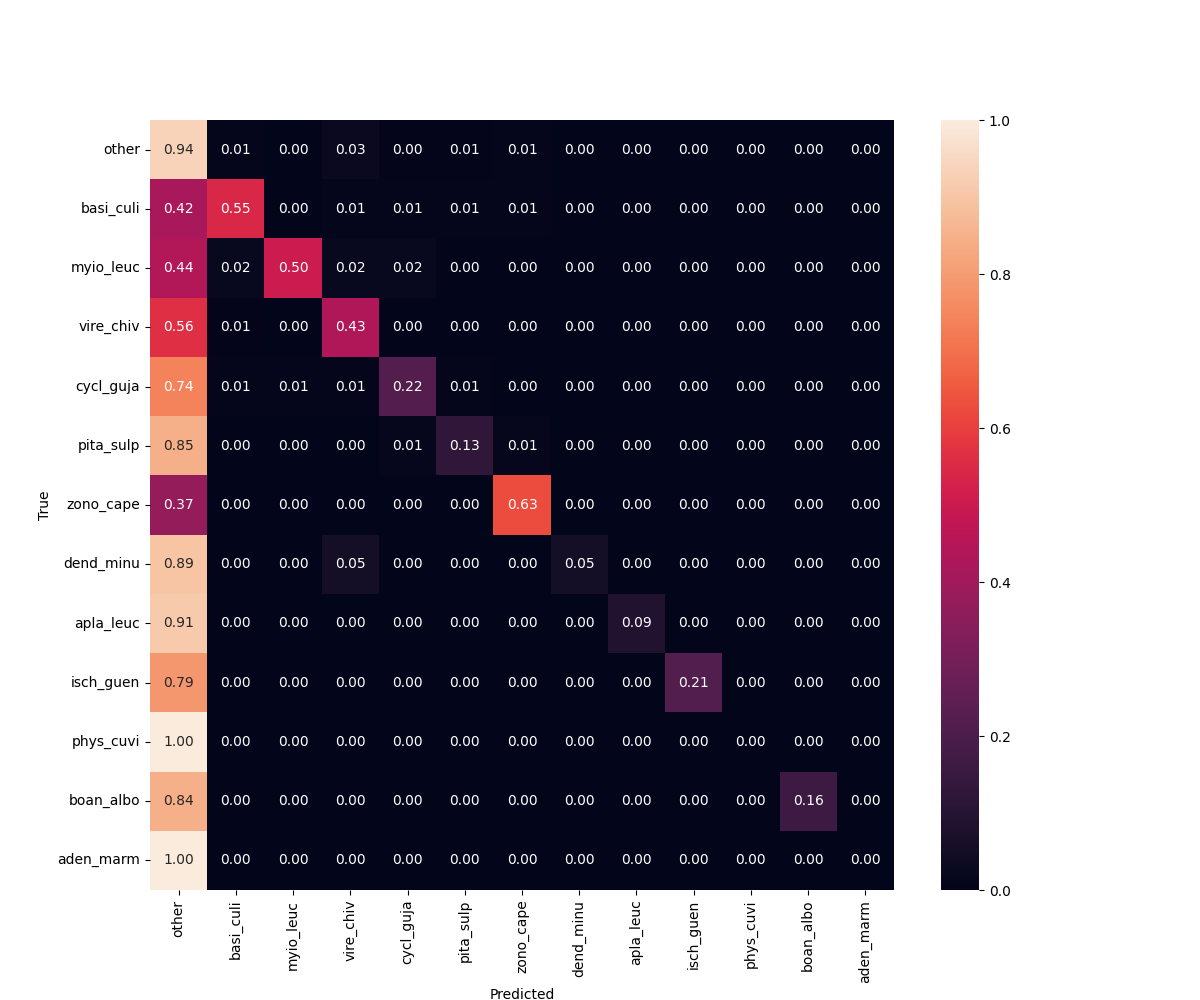 other 0.94 0.01 0.00 0.03 0.00 0.01 0.01 0.00 0.00 0.00 0.00 0.00 0.00
basi_culi 0.42 0.55 0.00 0.01 0.01 0.01 0.01 0.00 0.00 0.00 0.00 0.00 0.00
myio_leuc 0.44 0.02 0.50 0.02 0.02 0.00 0.00 0.00 0.00 0.00 0.00 0.00 0.00
vire_chiv 0.56 0.01 0.00 0.43 0.00 0.00 0.00 0.00 0.00 0.00 0.00 0.00 0.00
cycl_guja 0.74 0.01 0.01 0.01 0.22 0.01 0.00 0.00 0.00 0.00 0.00 0.00 0.00
pita_sulp 0.85 0.00 0.00 0.00 0.01 0.13 0.01 0.00 0.00 0.00 0.00 0.00 0.00
zono_cape 0.37 0.00 0.00 0.00 0.00 0.00 0.63 0.00 0.00 0.00 0.00 0.00 0.00
dend_minu 0.89 0.00 0.00 0.05 0.00 0.00 0.00 0.05 0.00 0.00 0.00 0.00 0.00
apla_leuc 0.91 0.00 0.00 0.00 0.00 0.00 0.00 0.00 0.09 0.00 0.00 0.00 0.00
isch_guen 0.79 0.00 0.00 0.00 0.00 0.00 0.00 0.00 0.00 0.21 0.00 0.00 0.00
phys_cuvi 1.00 0.00 0.00 0.00 0.00 0.00 0.00 0.00 0.00 0.00 0.00 0.00 0.00
boan_albo 0.84 0.00 0.00 0.00 0.00 0.00 0.00 0.00 0.00 0.00 0.00 0.16 0.00
aden_marm 1.00 0.00 0.00 0.00 0.00 0.00 0.00 0.00 0.00 0.00 0.00 0.00 0.00
True
other basi_culi myio_leuc vire_chiv cycl_guja pita_sulp zono_cape dend_minu apla_leuc isch_guen phys_cuvi boan_albo aden_marm
Predicted
1.0
0.8
0.6
0.4
0.2
0.0